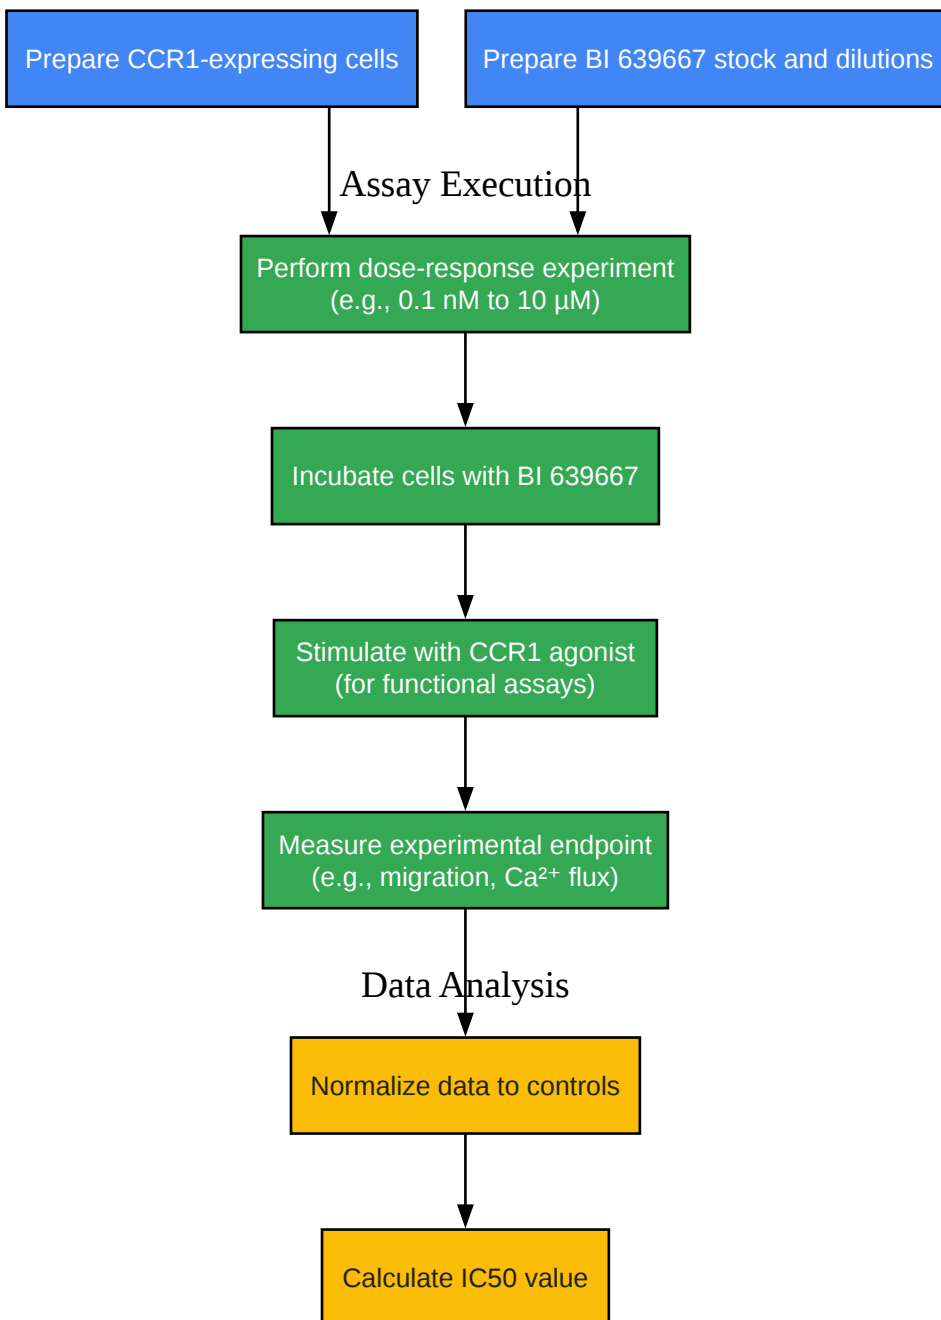 Prepare CCR1-expressing cells
Prepare BI 639667 stock and dilutions
Assay Execution
Perform dose-response experiment
(e.g., 0.1 nM to 10 µM)
Incubate cells with BI 639667
Stimulate with CCR1 agonist
(for functional assays)
Measure experimental endpoint
(e.g., migration, Ca²⁺ flux)
Data Analysis
Normalize data to controls
Calculate IC50 value